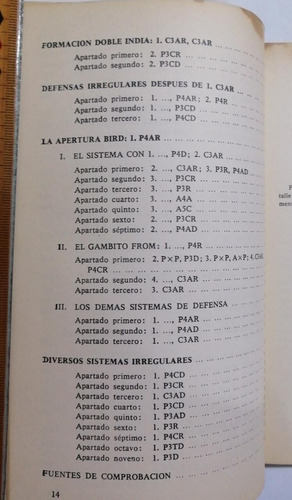 FORMACION DOBLE INDIA: 1. C3AR, C3AR ... ... ... ...
Apartado primero: 2. P3CR ... ... ... ... ... ...
Apartado segundo: 2. P3CD ... ... ... ... ... ...
DEFENSAS IRREGULARES DESPUES DE 1. C3AR ... ...
Apartado primero: 1. ..., P4AR; 2. P4R ... ... ...
Apartado segundo: 1. ..., P3CD ... ... ... ... ...
Apartado tercero: 1. ..., P4CD ... ... ... ... ...
LA APERTURA BIRD: 1. P4AR ... ... ... ... ... ...
I. EL SISTEMA CON 1. ..., P4D; 2. C3AR ... ... ...
Apartado primero: 2. ..., C3AR; 3. P3R, P4AD ...
Apartado segundo: 3. ..., P3CR ... ... ... ...
Apartado tercero: 3. ..., P3R ... ... ... ...
Apartado cuarto: 3. ..., A4A ... ... ... ...
Apartado quinto: 3. ..., A5C ... ... ... ...
Apartado sexto: 2. ..., P3CR ... ... ... ...
Apartado séptimo: 2. ..., P4AD ... ... ... ...
II. EL GAMBITO FROM: 1. ..., P4R ... ... ... ...
Apartado primero: 2. P×P, P3D; 3. P×P, A×P; 4. C3AR,
P4CR ... ... ... ... ... ... ...
Apartado segundo: 4. ..., C3AR ... ... ... ...
Apartado tercero: 3. C3AR ... ... ... ... ...
III. LOS DEMAS SISTEMAS DE DEFENSA ... ... ...
Apartado primero: 1. ..., P4AR ... ... ... ...
Apartado segundo: 1. ..., P4AD ... ... ... ...
Apartado tercero: 1. ..., C3AR ... ... ... ...
DIVERSOS SISTEMAS IRREGULARES ... ... ... ...
Apartado primero: 1. P4CD ... ... ... ... ...
Apartado segundo: 1. P3CR ... ... ... ... ...
Apartado tercero: 1. C3AD ... ... ... ... ...
Apartado cuarto: 1. P3CD ... ... ... ... ...
Apartado quinto: 1. P3AD ... ... ... ... ...
Apartado sexto: 1. P3R ... ... ... ... ...
Apartado séptimo: 1. P4CR ... ... ... ... ...
Apartado octavo: 1. P3TD ... ... ... ... ...
Apartado noveno: 1. P3D ... ... ... ... ...
FUENTES DE COMPROBACION ... ... ... ... ...
14
P
talle
men